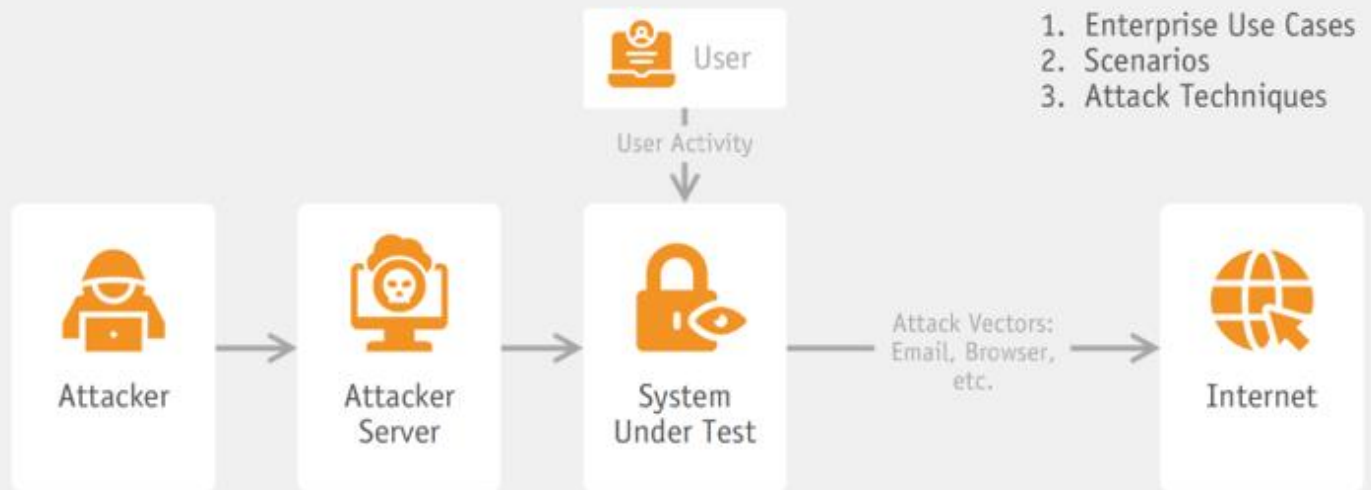 1. Enterprise Use Cases
2. Scenarios
3. Attack Techniques
User
User Activity
Attacker
Attacker
Server
System
Under Test
Attack Vectors:
Email, Browser,
etc.
Internet